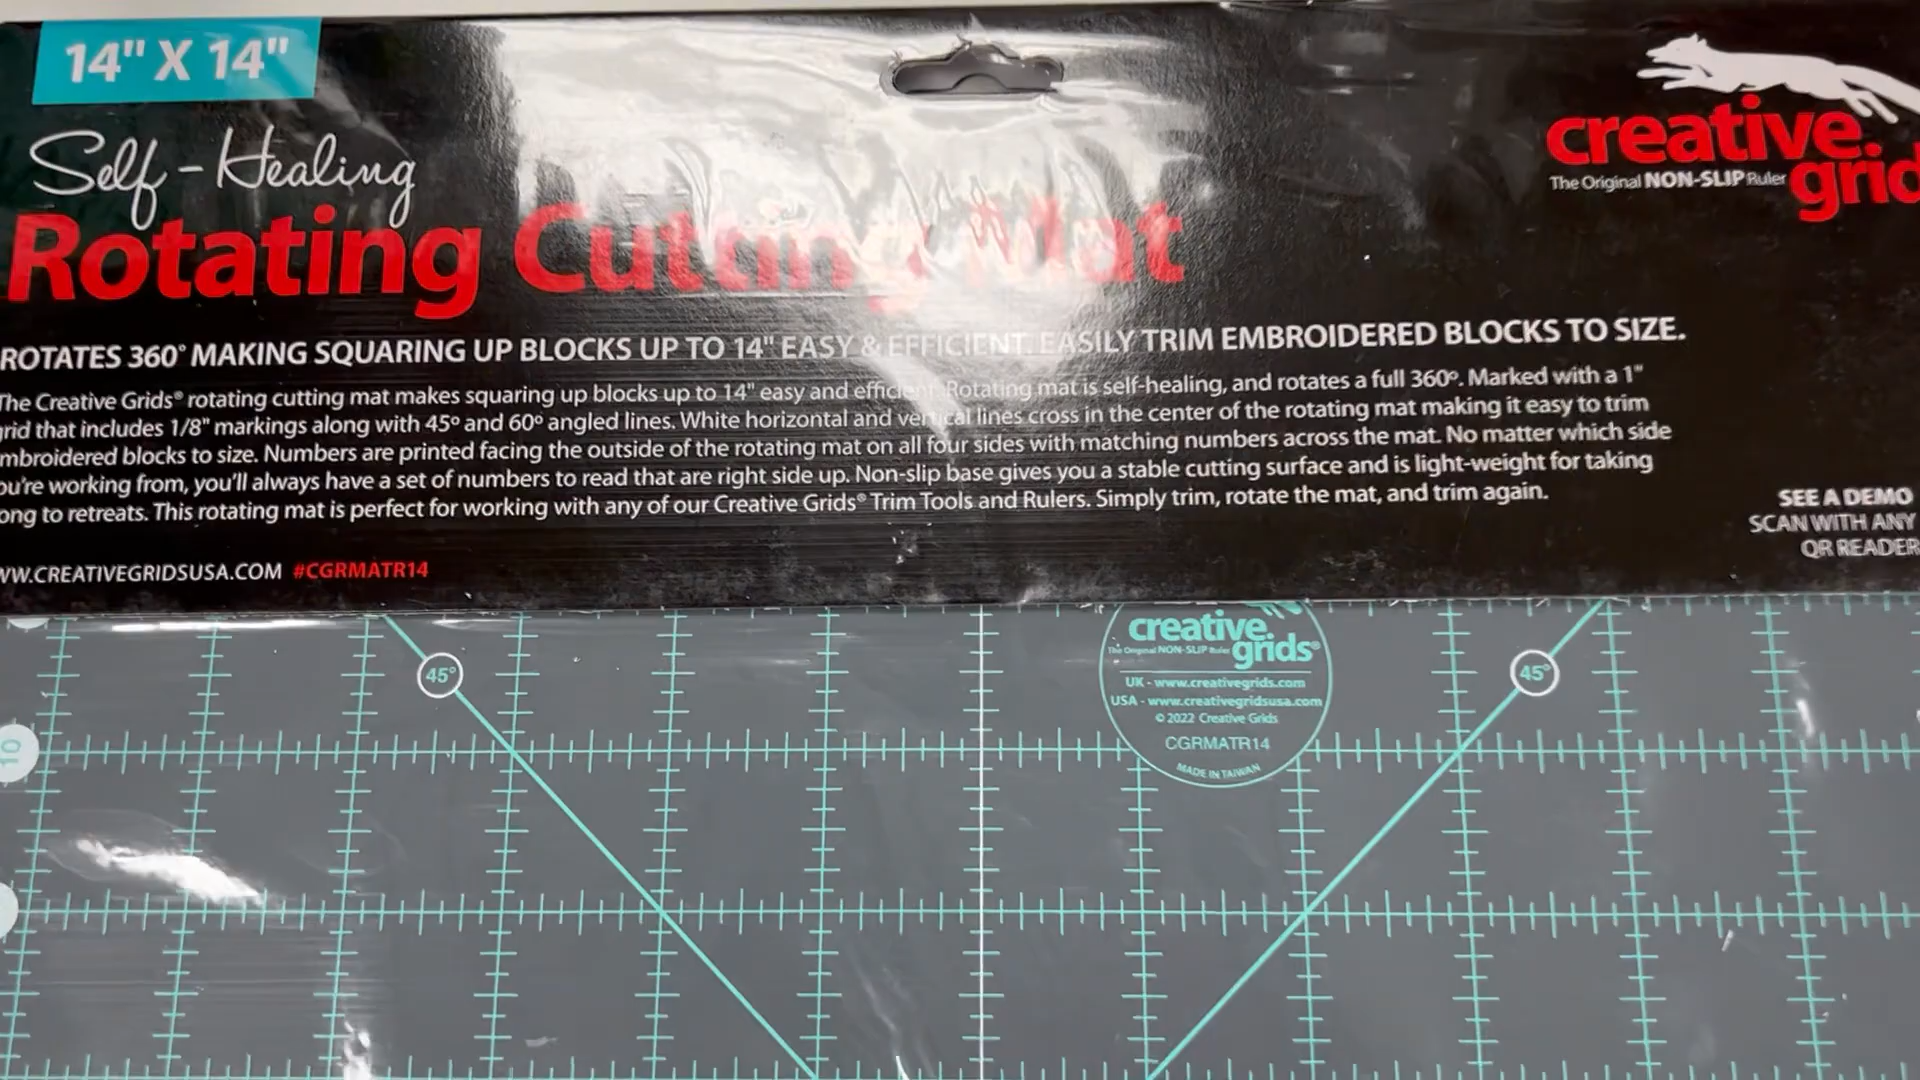 14" X 14"
Self-Healing
Rotating Cutting Mat
creative.
grid
The Original NON-SLIP Ruler
ROTATES 360° MAKING SQUARING UP BLOCKS UP TO 14" EASY & EFFICIENT. EASILY TRIM EMBROIDERED BLOCKS TO SIZE.
The Creative Grids® rotating cutting mat makes squaring up blocks up to 14" easy and efficient. Rotating mat is self-healing, and rotates a full 360º. Marked with a 1"
grid that includes 1/8" markings along with 45º and 60º angled lines. White horizontal and vertical lines cross in the center of the rotating mat making it easy to trim
mbroidered blocks to size. Numbers are printed facing the outside of the rotating mat on all four sides with matching numbers across the mat. No matter which side
ou're working from, you'll always have a set of numbers to read that are right side up. Non-slip base gives you a stable cutting surface and is light-weight for taking
ong to retreats. This rotating mat is perfect for working with any of our Creative Grids® Trim Tools and Rulers. Simply trim, rotate the mat, and trim again.
SEE A DEMO
SCAN WITH ANY
QR READER
WW.CREATIVEGRIDSUSA.COM #CGRMATR14
creative.
grids®
The Original NON-SLIP Ruler
UK - www.creativegrids.com
USA - www.creativegridsusa.com
© 2022 Creative Grids
CGRMATR14
MADE IN TAIWAN
45°
45°
10